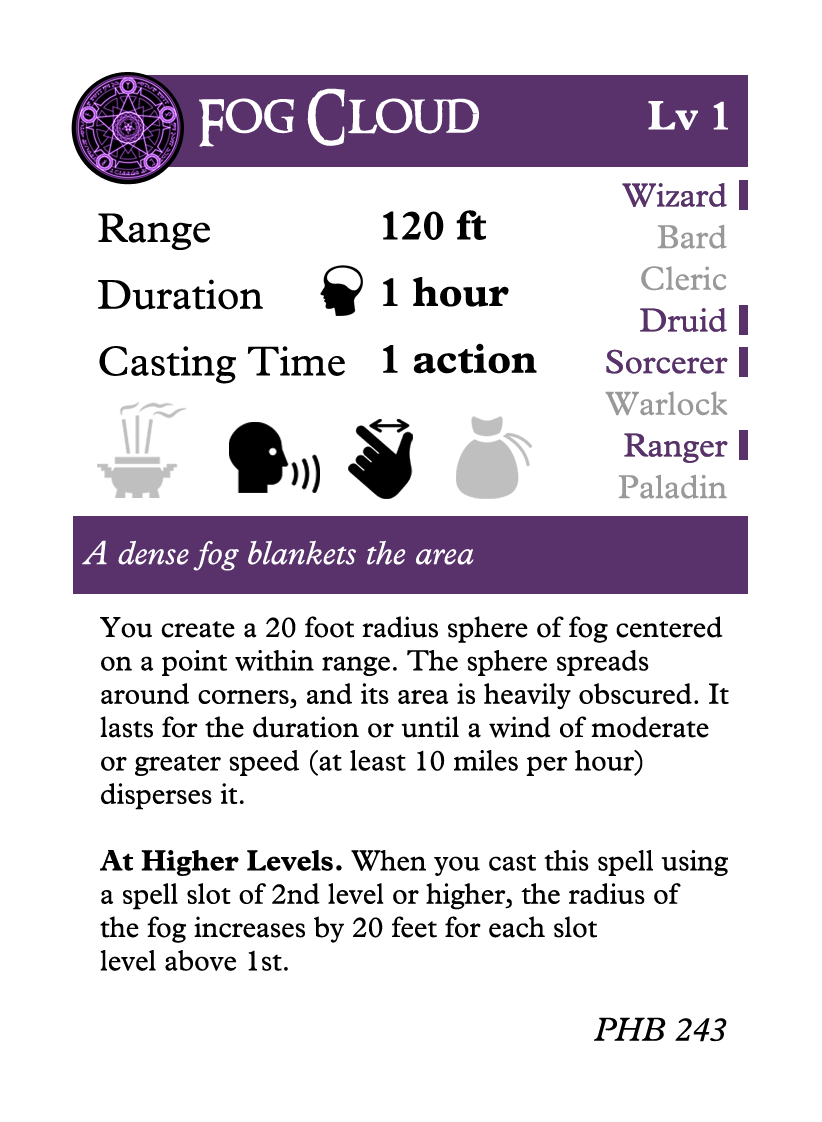 Fog Cloud
Lv 1
Range 120 ft
Duration 1 hour
Casting Time 1 action
Wizard
Bard
Cleric
Druid
Sorcerer
Warlock
Ranger
Paladin
A dense fog blankets the area
You create a 20 foot radius sphere of fog centered
on a point within range. The sphere spreads
around corners, and its area is heavily obscured. It
lasts for the duration or until a wind of moderate
or greater speed (at least 10 miles per hour)
disperses it.
At Higher Levels. When you cast this spell using
a spell slot of 2nd level or higher, the radius of
the fog increases by 20 feet for each slot
level above 1st.
PHB 243